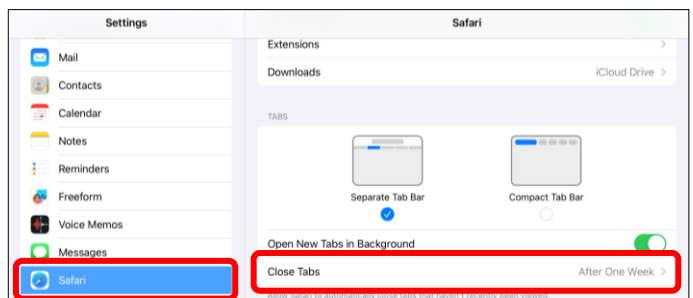 Settings
Mail
Contacts
Calendar
Notes
Reminders
Freeform
Voice Memos
Messages
Safari
Safari
Extensions
Downloads iCloud Drive
TABS
Separate Tab Bar Compact Tab Bar
Open New Tabs in Background
Close Tabs After One Week
Allow Safari to automatically close tabs that haven't recently been viewed.